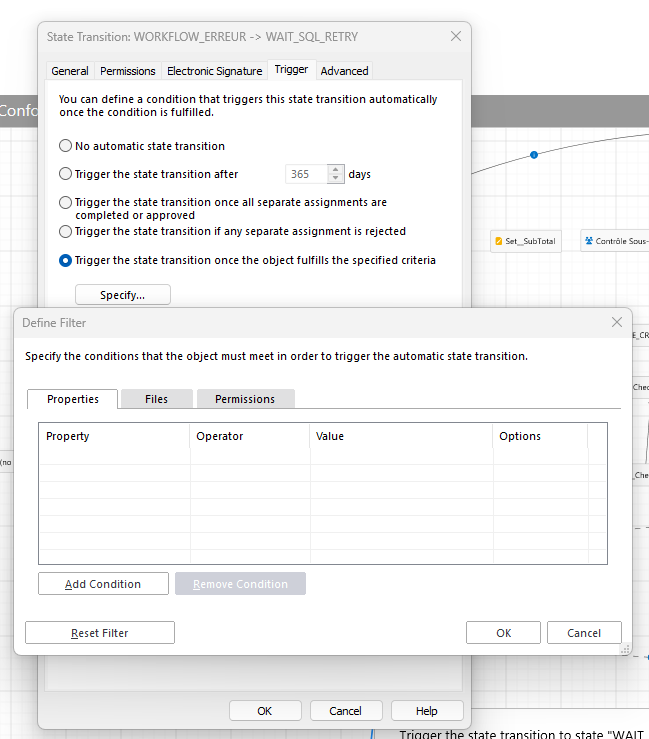 State Transition: WORKFLOW_ERREUR -> WAIT_SQL_RETRY
General Permissions Electronic Signature Trigger Advanced
You can define a condition that triggers this state transition automatically
once the condition is fulfilled.
No automatic state transition
Trigger the state transition after 365 days
Trigger the state transition once all separate assignments are
completed or approved
Trigger the state transition if any separate assignment is rejected
Trigger the state transition once the object fulfills the specified criteria
Specify...
Confo
Set__SubTotal
Contrôle Sous-
Define Filter
Specify the conditions that the object must meet in order to trigger the automatic state transition.
Properties Files Permissions
Property Operator Value Options
Add Condition Remove Condition
Reset Filter OK Cancel
E_CR
Chec
_Che
(no
OK Cancel Help
Trigger the state transition to state "WAIT